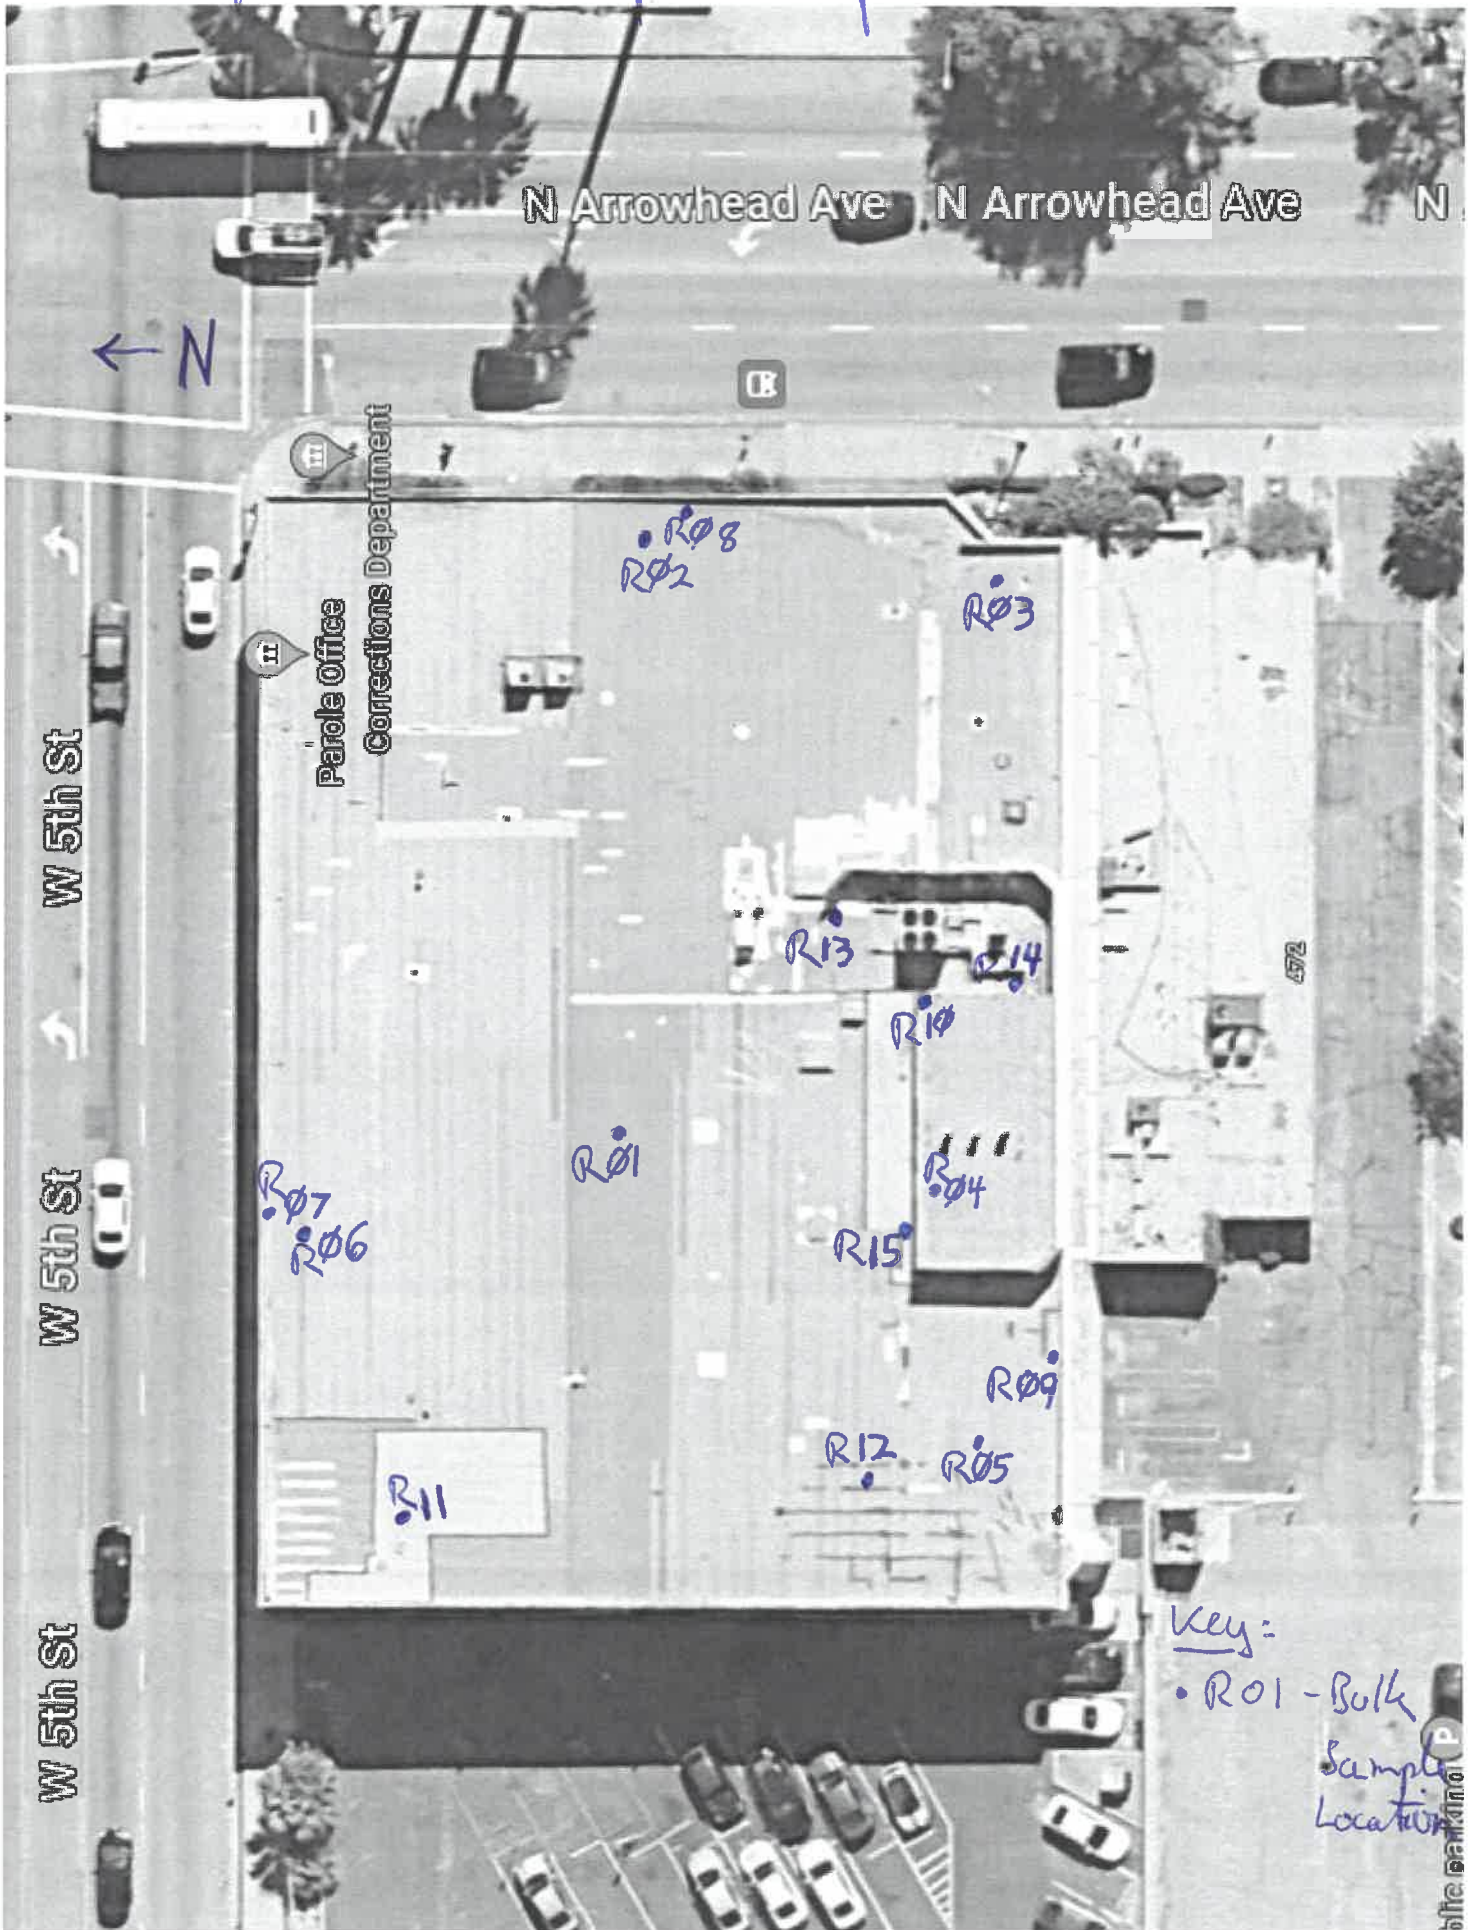 N Arrowhead Ave
N Arrowhead Ave
N
← N
Parole Office
Corrections Department
W 5th St
W 5th St
W 5th St
RØ8
RØ2
RØ3
R13
R14
R1Ø
RØ1
RØ4
RØ7
RØ6
R15
RØ9
R12
RØ5
R11
472
Key:
• R01 - Bulk
Sample
Location
P